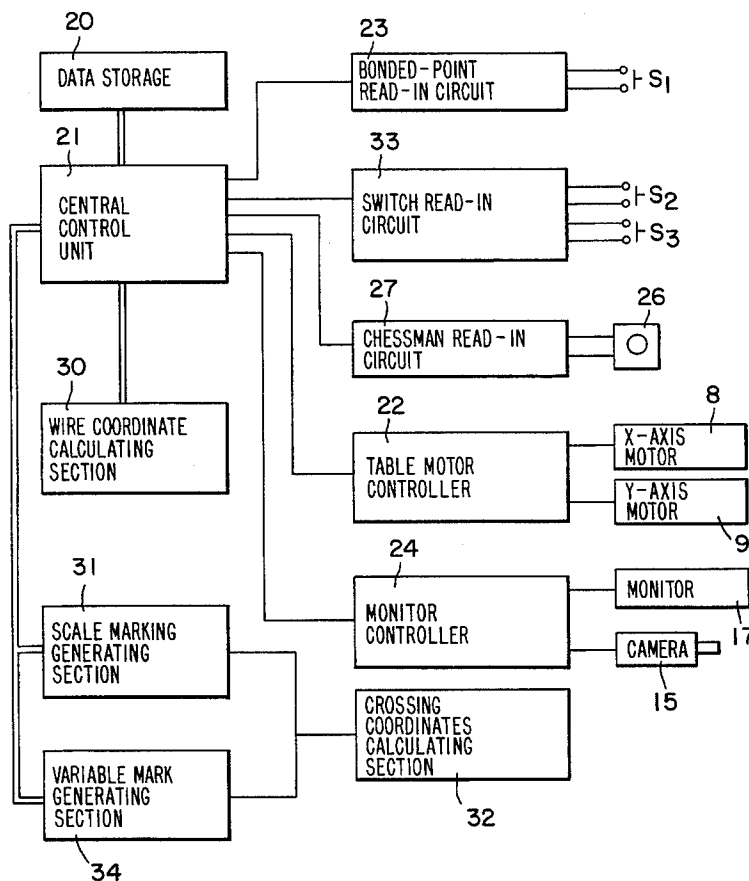 20
DATA STORAGE
23
BONDED-POINT
READ-IN CIRCUIT
S1
21
CENTRAL
CONTROL
UNIT
33
SWITCH READ-IN
CIRCUIT
S2
S3
27
CHESSMAN READ-IN
CIRCUIT
26
30
WIRE COORDINATE
CALCULATING
SECTION
22
TABLE MOTOR
CONTROLLER
8
X-AXIS
MOTOR
Y-AXIS
MOTOR
9
31
SCALE MARKING
GENERATING
SECTION
24
MONITOR
CONTROLLER
MONITOR
17
CAMERA
15
VARIABLE MARK
GENERATING
SECTION
34
CROSSING
COORDINATES
CALCULATING
SECTION
32